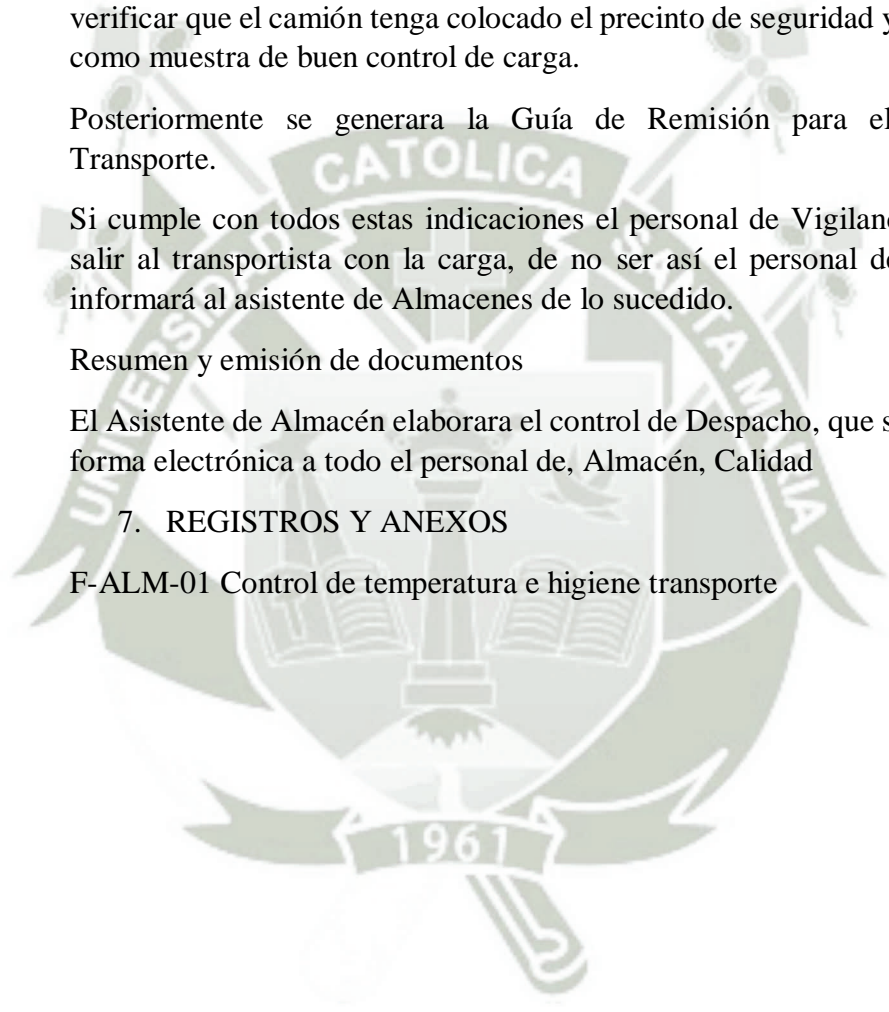 verificar que el camión tenga colocado el precinto de seguridad y
como muestra de buen control de carga.
Posteriormente se generara la Guía de Remisión para el
Transporte.
Si cumple con todos estas indicaciones el personal de
salir al transportista con la carga, de no ser así el personal de
informará al asistente de Almacenes de lo sucedido.
Resumen y emisión de documentos
El Asistente de Almacén elaborara el control de Despacho, que
forma electrónica a todo el personal de, Almacén, Calidad
7. REGISTROS Y ANEXOS
F-ALM-01 Control de temperatura e higiene transporte
UNIVERSIDAD CATOLICA SANTA MARIA
1961